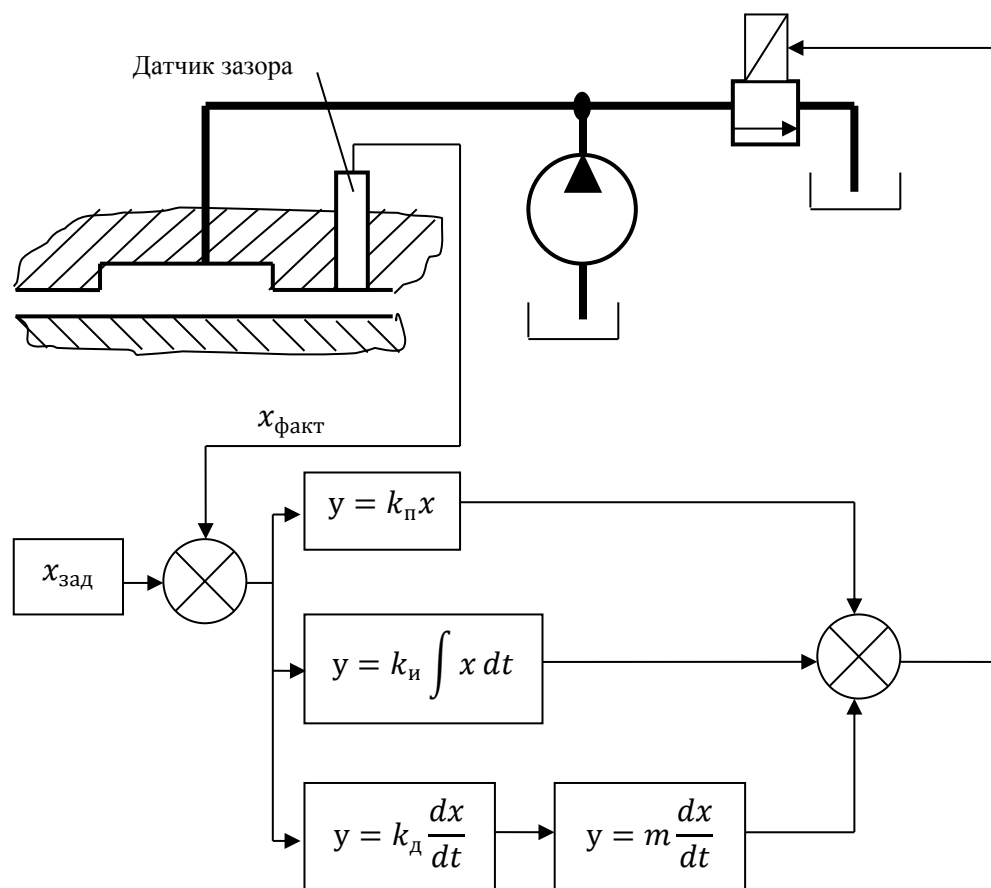 Датчик зазора
x_факт
y = k_п x
x_зад
y = k_и ∫ x dt
y = k_д dx/dt
y = m dx/dt